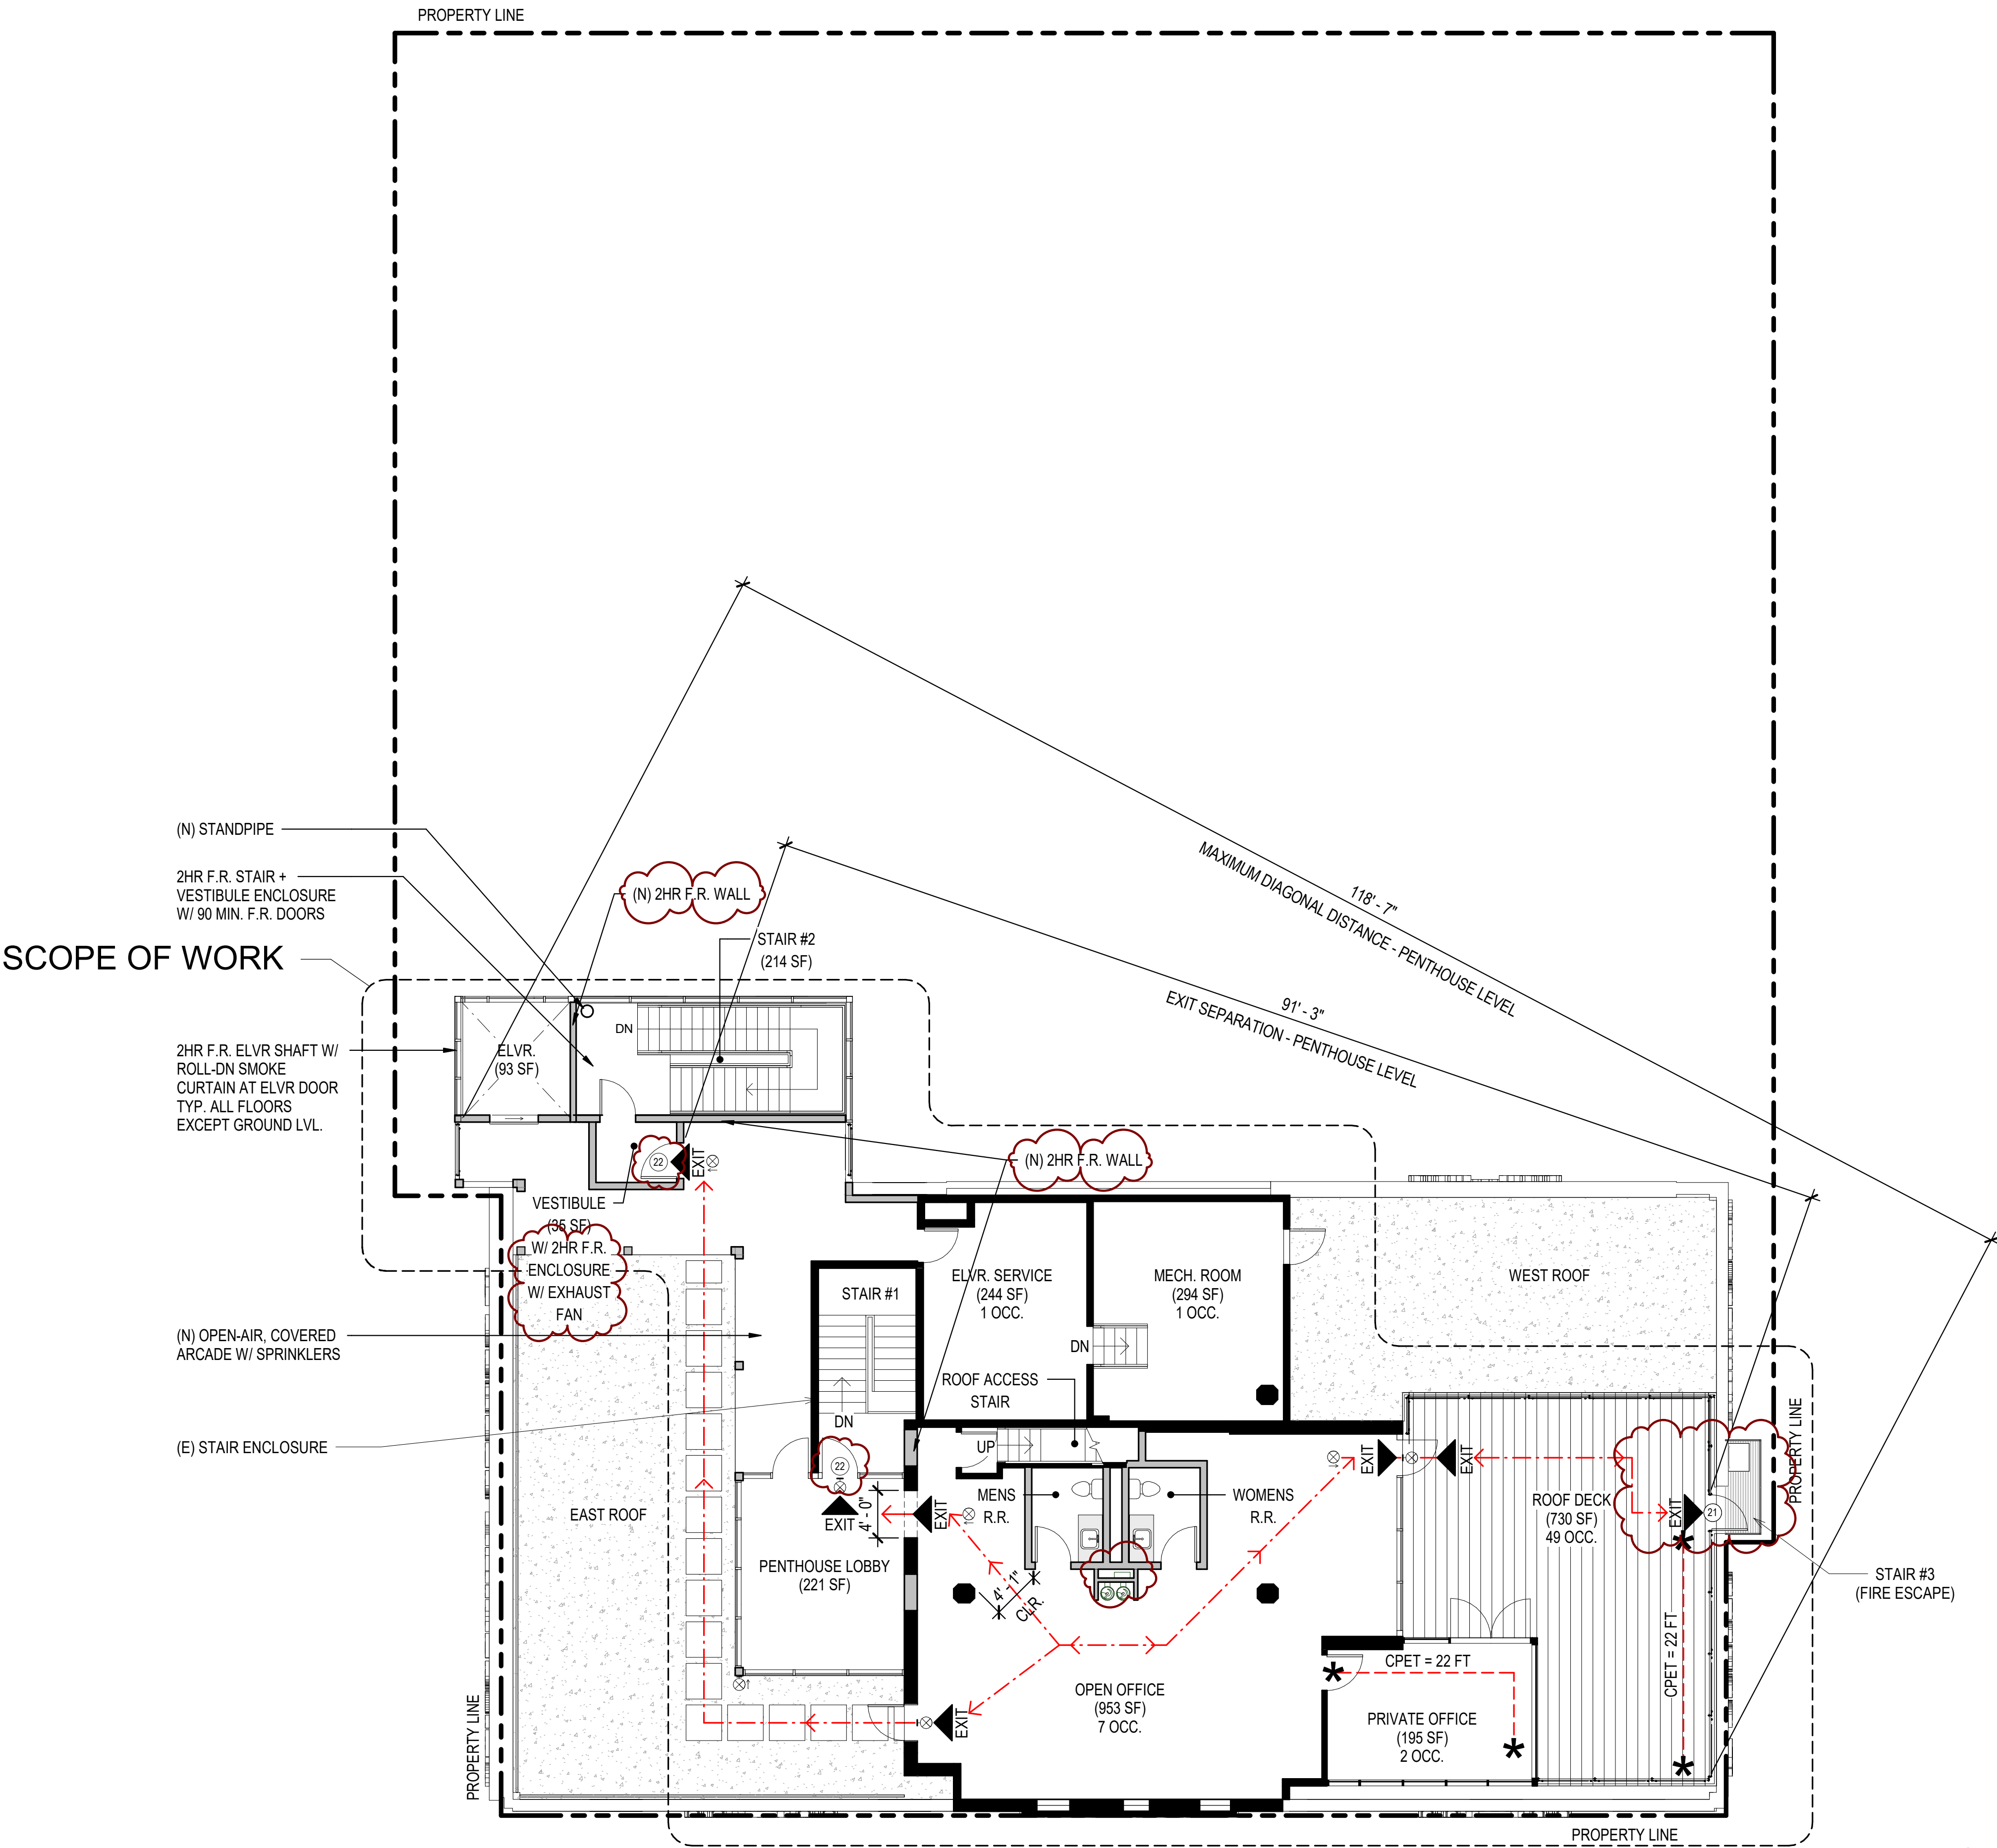 PROPERTY LINE
118' - 7"
MAXIMUM DIAGONAL DISTANCE - PENTHOUSE LEVEL
91' - 3"
EXIT SEPARATION - PENTHOUSE LEVEL
(N) STANDPIPE
2HR F.R. STAIR +
VESTIBULE ENCLOSURE
W/ 90 MIN. F.R. DOORS
SCOPE OF WORK
2HR F.R. ELVR SHAFT W/
ROLL-DN SMOKE
CURTAIN AT ELVR DOOR
TYP. ALL FLOORS
EXCEPT GROUND LVL.
(N) OPEN-AIR, COVERED
ARCADE W/ SPRINKLERS
(E) STAIR ENCLOSURE
(N) 2HR F.R. WALL
STAIR #2
(214 SF)
DN
ELVR.
(93 SF)
22
EXIT
(N) 2HR F.R. WALL
VESTIBULE
(35 SF)
W/ 2HR F.R.
ENCLOSURE
W/ EXHAUST
FAN
STAIR #1
DN
ELVR. SERVICE
(244 SF)
1 OCC.
MECH. ROOM
(294 SF)
1 OCC.
DN
WEST ROOF
ROOF ACCESS
STAIR
UP
22
EXIT
4' - 0"
EXIT
MENS
R.R.
WOMENS
R.R.
EXIT
EXIT
ROOF DECK
(730 SF)
49 OCC.
EXIT
21
PROPERTY LINE
STAIR #3
(FIRE ESCAPE)
EAST ROOF
PENTHOUSE LOBBY
(221 SF)
4' - 1"
CLR.
CPET = 22 FT
CPET = 22 FT
OPEN OFFICE
(953 SF)
7 OCC.
PRIVATE OFFICE
(195 SF)
2 OCC.
EXIT
PROPERTY LINE
PROPERTY LINE